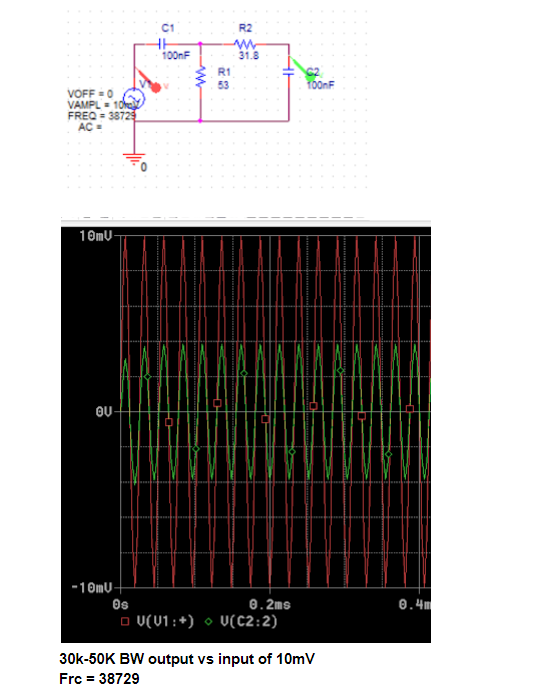 C1
R2
100nF
31.8
R1
53
C2
100nF
VOFF = 0
VAMPL = 10mV
FREQ = 38729
AC =
0
10mV
0V
-10mV
0s
0.2ms
0.4m
V(V1:+)
V(C2:2)
30k-50K BW output vs input of 10mV
Frc = 38729